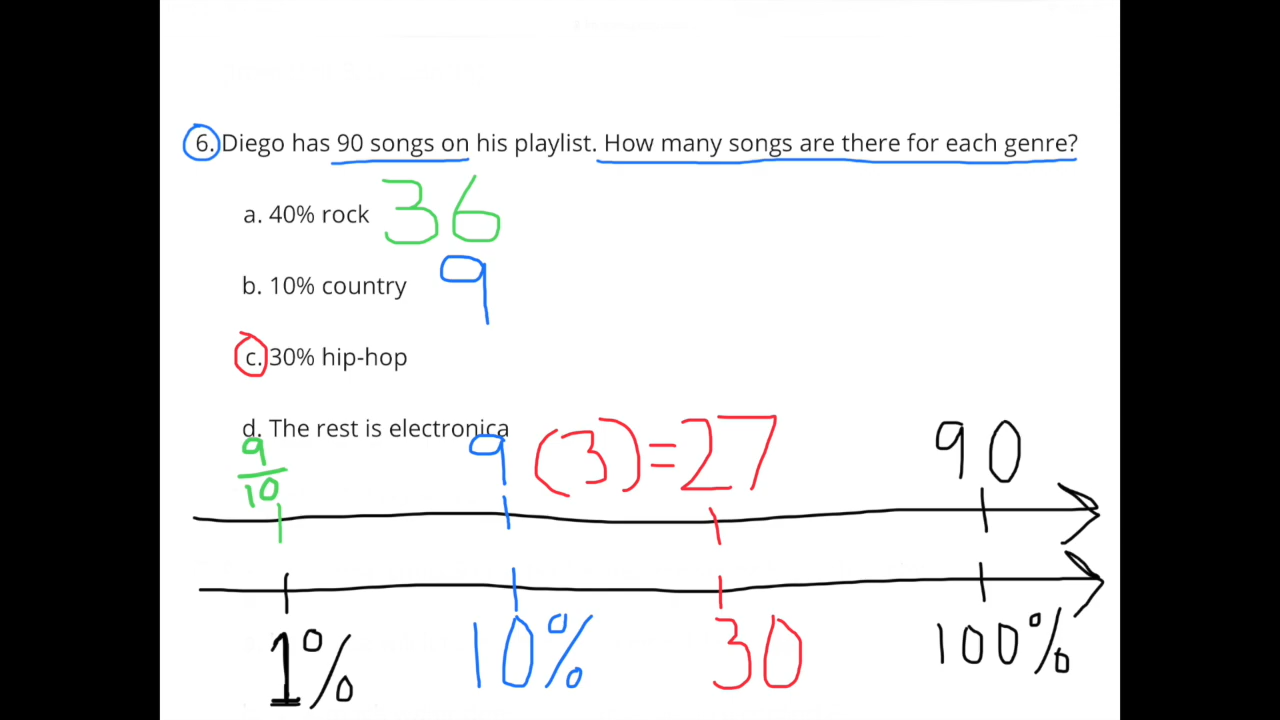 6. Diego has 90 songs on his playlist. How many songs are there for each genre?
a. 40% rock 36
b. 10% country 9
c. 30% hip-hop
d. The rest is electronica
9/10 9 (3)=27 90
1% 10% 30 100%